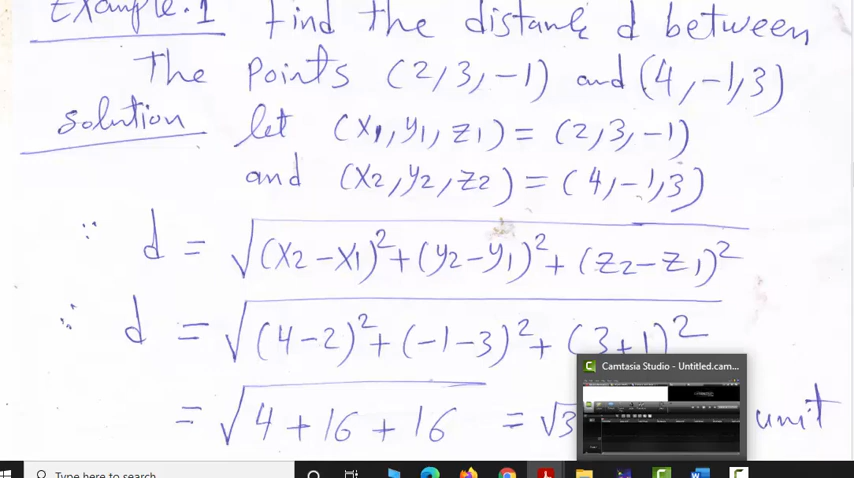 Example.1 Find the distance d between
the points (2,3,-1) and (4,-1,3)
solution let (x1,y1,z1) = (2,3,-1)
and (x2,y2,z2) = (4,-1,3)
∵ d = √(x2-x1)²+(y2-y1)²+(z2-z1)²
∴ d = √(4-2)²+(-1-3)²+(3+1)²
= √4+16+16 = √3 unit
Camtasia Studio - Untitled.cam...
Type here to search